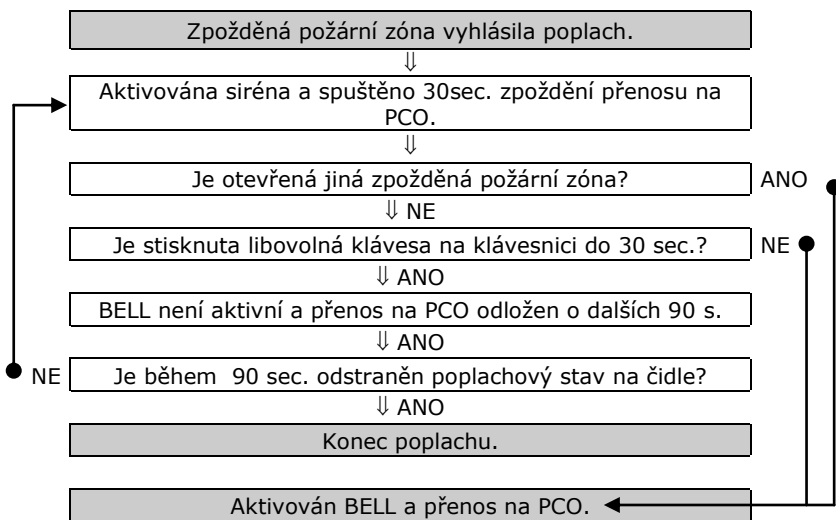 Zpožděná požární zóna vyhlásila poplach.
⇓
Aktivována siréna a spuštěno 30sec. zpoždění přenosu na
PCO.
⇓
Je otevřená jiná zpožděná požární zóna? ANO
⇓ NE
Je stisknuta libovolná klávesa na klávesnici do 30 sec.? NE
⇓ ANO
BELL není aktivní a přenos na PCO odložen o dalších 90 s.
⇓ ANO
NE Je během 90 sec. odstraněn poplachový stav na čidle?
⇓ ANO
Konec poplachu.
Aktivován BELL a přenos na PCO.